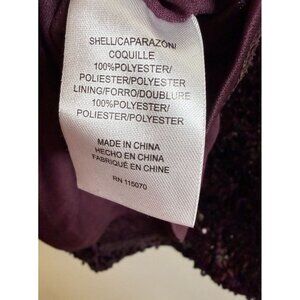 SHELL/CAPARAZON/
COQUILLE
100%POLYESTER/
POLIESTER/POLYESTER
LINING/FORRO/DOUBLURE
100%POLYESTER/
POLIESTER/POLYESTER
MADE IN CHINA
HECHO EN CHINA
FABRIQUÉ EN CHINE
RN 115070